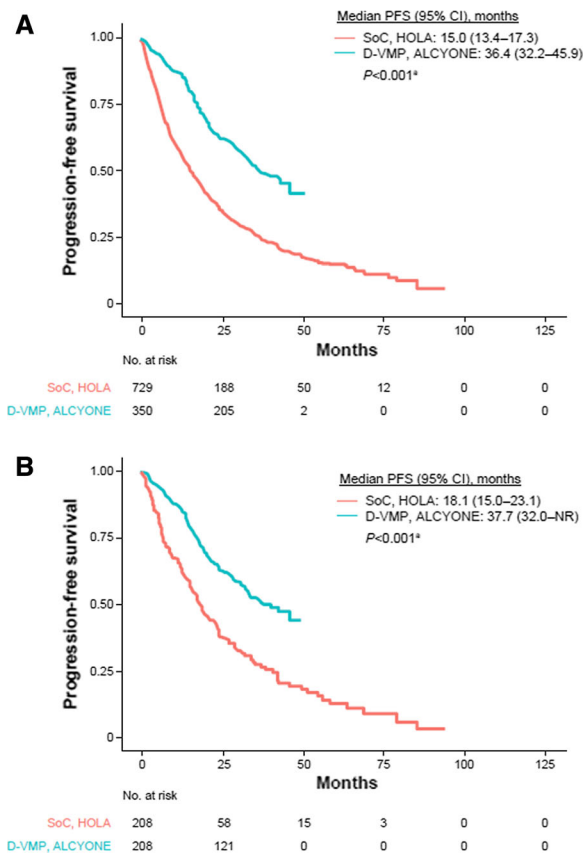 A
Median PFS (95% CI), months
SoC, HOLA: 15.0 (13.4–17.3)
D-VMP, ALCYONE: 36.4 (32.2–45.9)
P<0.001ª
Progression-free survival
1.00
0.75
0.50
0.25
0
0 25 50 75 100 125
Months
No. at risk
SoC, HOLA 729 188 50 12 0 0
D-VMP, ALCYONE 350 205 2 0 0 0
B
Median PFS (95% CI), months
SoC, HOLA: 18.1 (15.0–23.1)
D-VMP, ALCYONE: 37.7 (32.0–NR)
P<0.001ª
Progression-free survival
1.00
0.75
0.50
0.25
0
0 25 50 75 100 125
Months
No. at risk
SoC, HOLA 208 58 15 3 0 0
D-VMP, ALCYONE 208 121 0 0 0 0